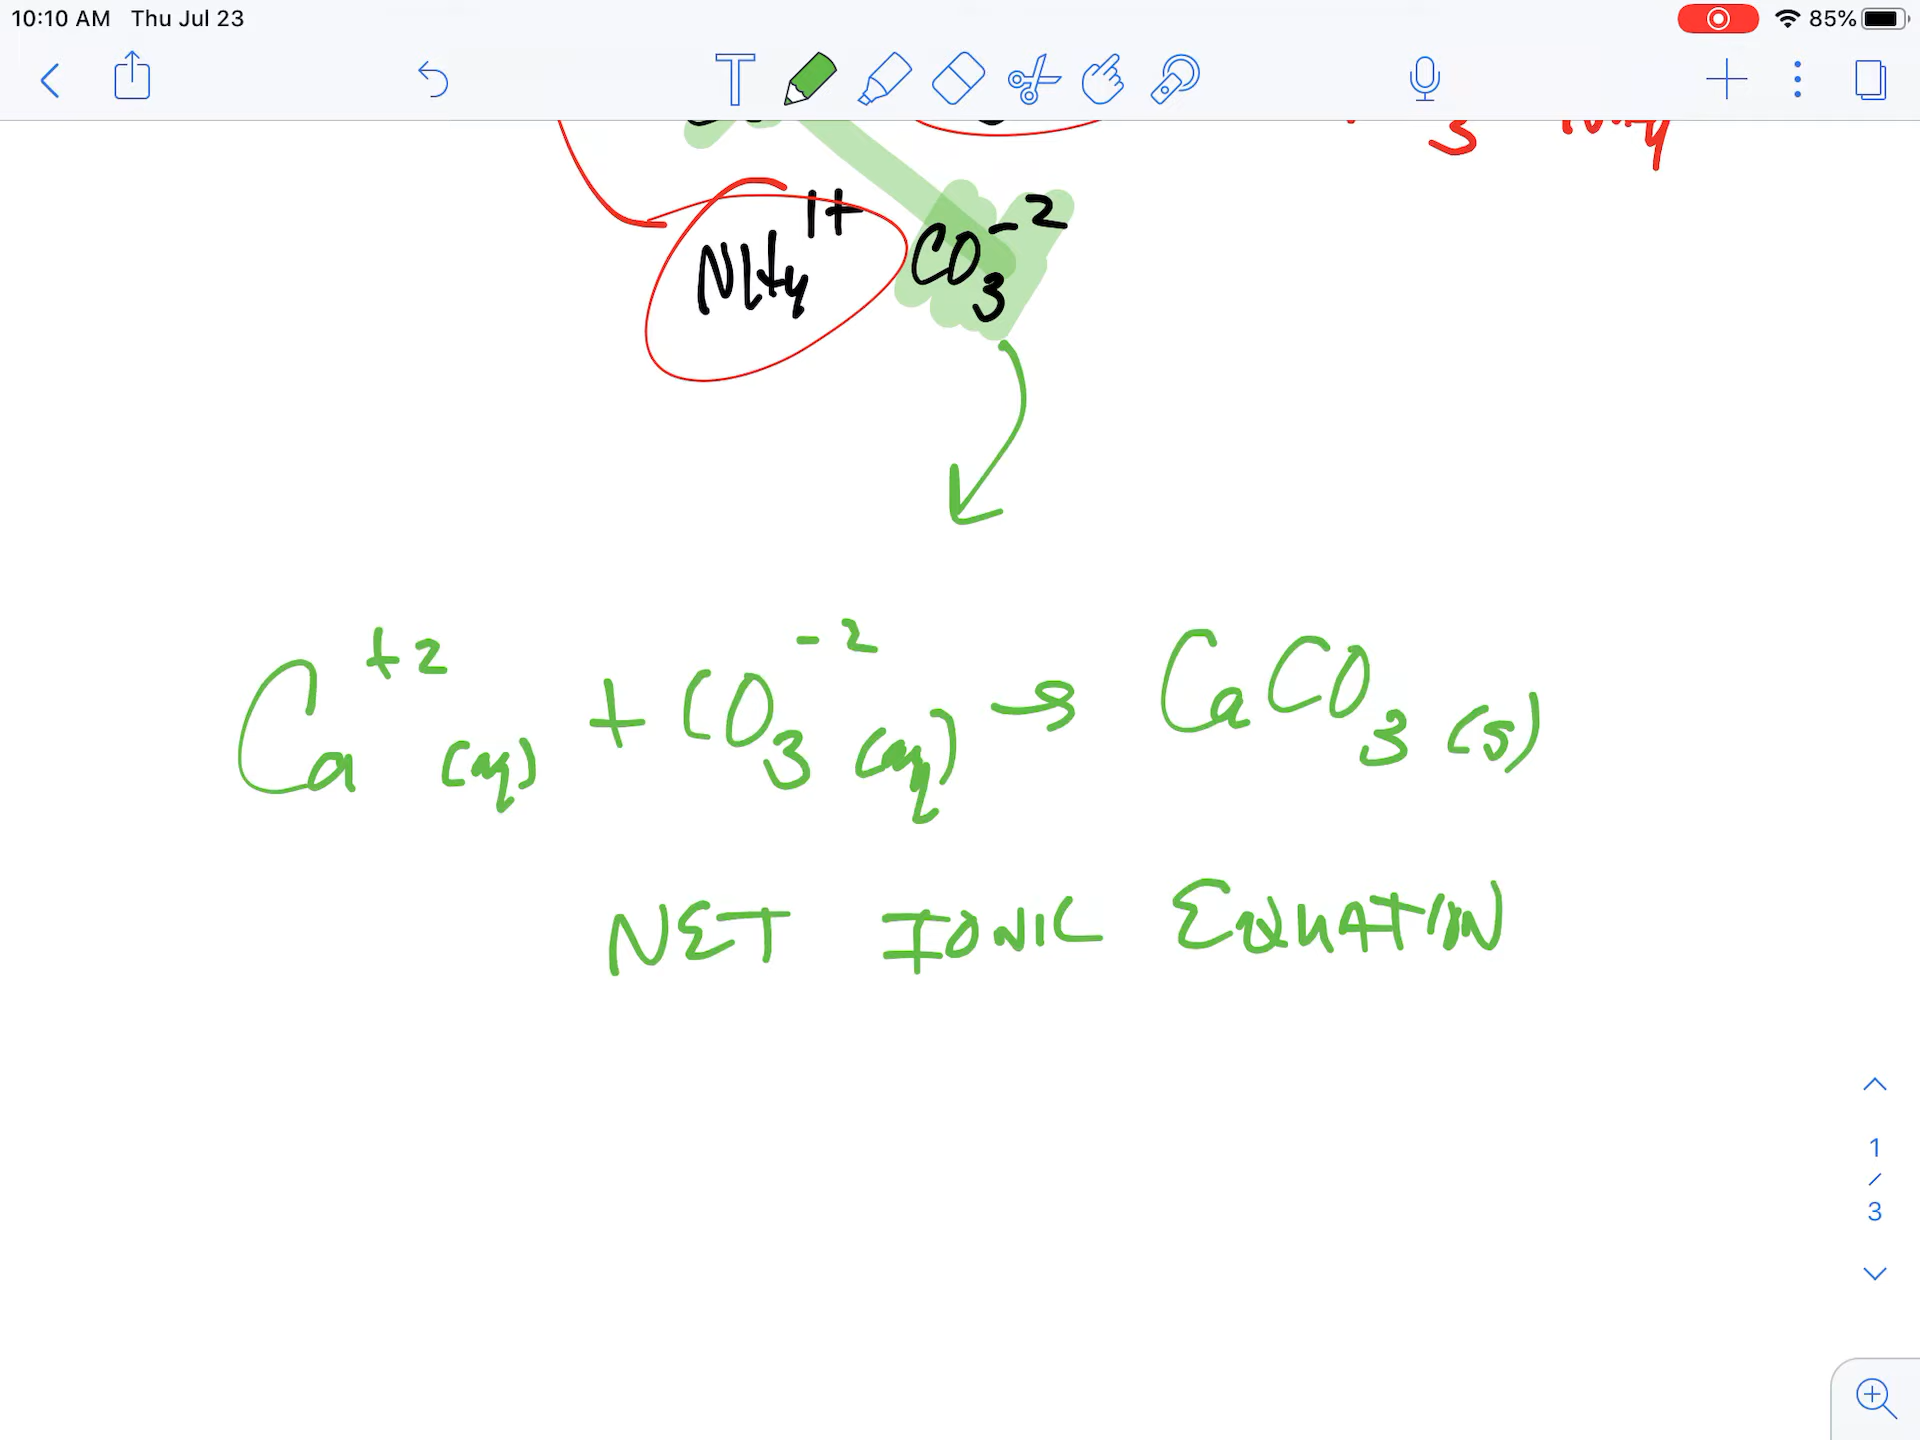 10:10 AM Thu Jul 23 85%
T
3
NH4 1+ CO3 -2
Ca +2 (aq) + CO3 -2 (aq) → CaCO3 (s)
NET IONIC EQUATION
1
/
3